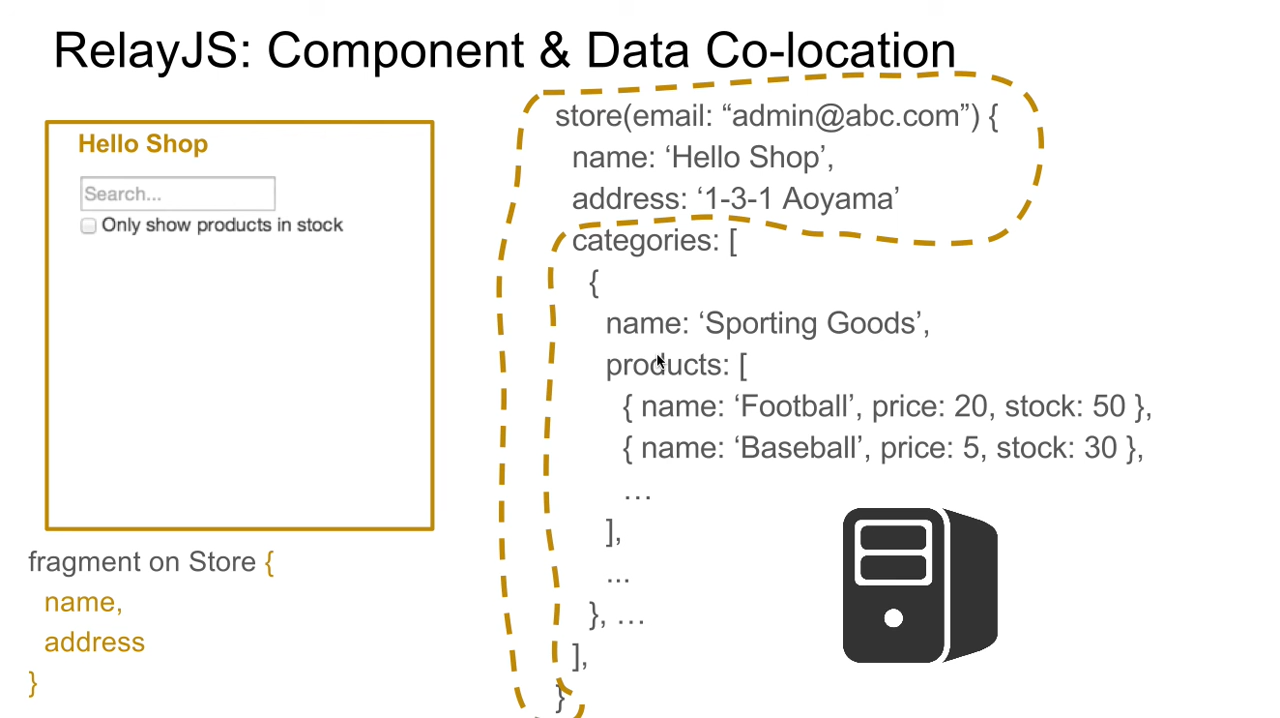 RelayJS: Component & Data Co-location
Hello Shop
Search...
Only show products in stock
fragment on Store {
name,
address
}
store(email: “admin@abc.com”) {
name: ‘Hello Shop’,
address: ‘1-3-1 Aoyama’
categories: [
{
name: ‘Sporting Goods’,
products: [
{ name: ‘Football’, price: 20, stock: 50 },
{ name: ‘Baseball’, price: 5, stock: 30 },
…
],
...
}, …
],
}